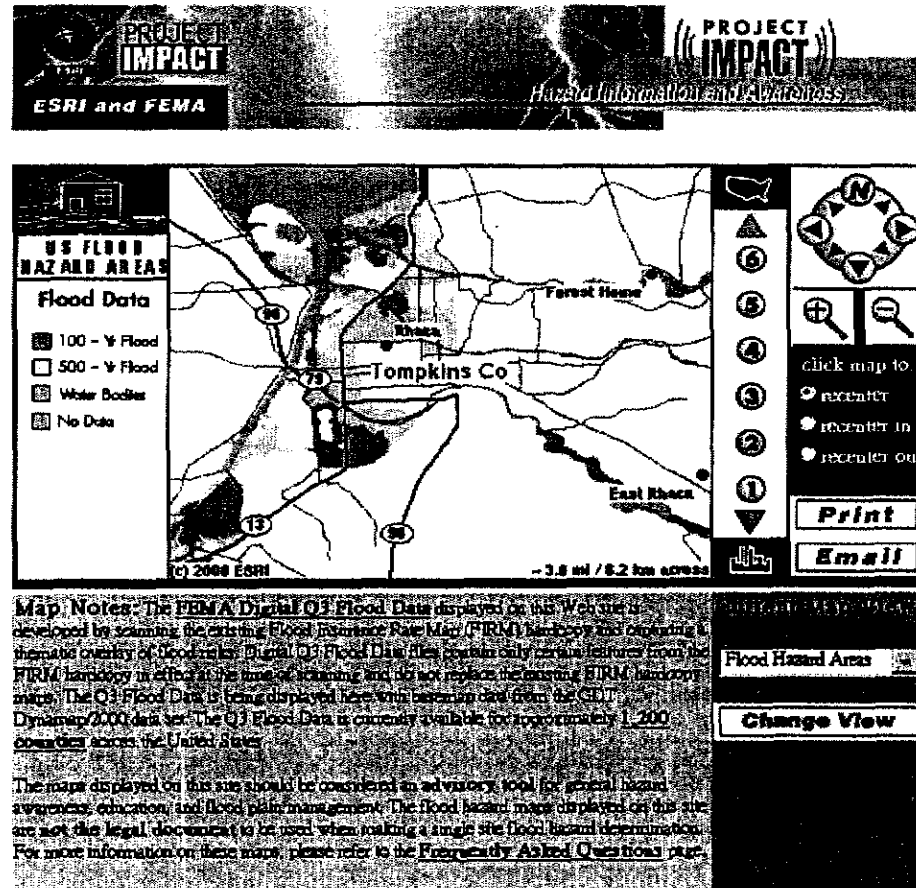 PROJECT
IMPACT
ESRI and FEMA
PROJECT
IMPACT
Hazard Information and Awareness
US FLOOD
HAZARD AREAS
Flood Data
100 - Yr Flood
500 - Yr Flood
Water Bodies
No Data
96
79
13
96
Forest Home
Ithaca
Tompkins Co
East Ithaca
(c) 2000 ESRI
~ 3.8 mi / 6.2 km across
6
5
4
3
2
1
N
click map to:
recenter
recenter in
recenter out
Print
Email
Map Notes: The FEMA Digital Q3 Flood Data displayed on this Web site is
developed by scanning the existing Flood Insurance Rate Map (FIRM) hardcopy and capturing a
thematic overlay of flood risks. Digital Q3 Flood Data files contain only certain features from the
FIRM hardcopy in effect at the time of scanning and do not replace the existing FIRM hardcopy
maps. The Q3 Flood Data is being displayed here with basemap data from the GDT
Dynamap/2000 data set. The Q3 Flood Data is currently available for approximately 1,200
counties across the United States.
The maps displayed on this site should be considered an advisory tool for general hazard
awareness, education, and flood plain management. The flood hazard maps displayed on this site
are not the legal document to be used when making a single site flood hazard determination.
For more information on these maps, please refer to the Frequently Asked Questions page.
Current Map View
Flood Hazard Areas
Change View